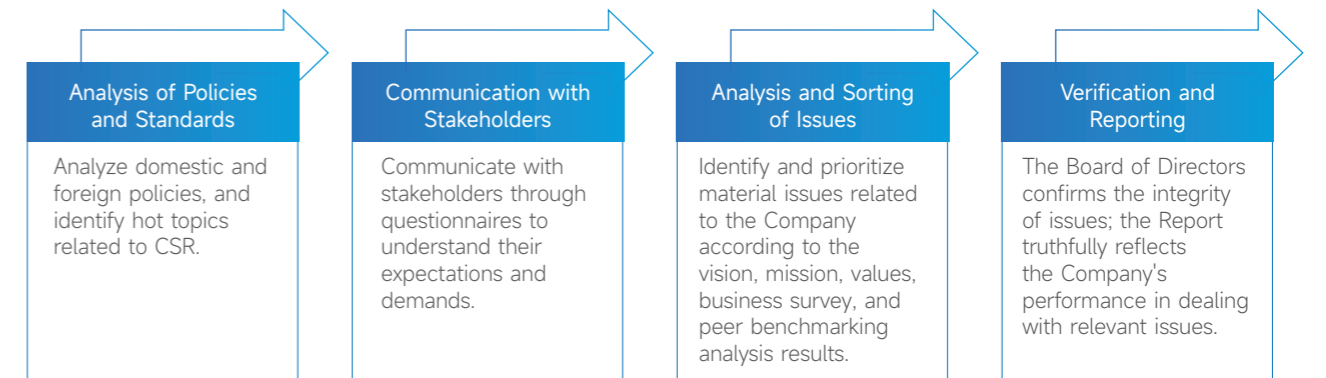 Analysis of Policies
and Standards
Analyze domestic and
foreign policies, and
identify hot topics
related to CSR.
Communication with
Stakeholders
Communicate with
stakeholders through
questionnaires to
understand their
expectations and
demands.
Analysis and Sorting
of Issues
Identify and prioritize
material issues related
to the Company
according to the
vision, mission, values,
business survey, and
peer benchmarking
analysis results.
Verification and
Reporting
The Board of Directors
confirms the integrity
of issues; the Report
truthfully reflects
the Company's
performance in dealing
with relevant issues.